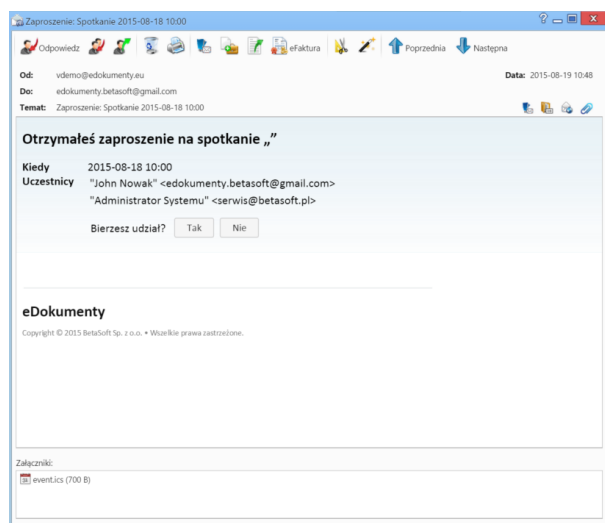 Zaproszenie: Spotkanie 2015-08-18 10:00
Odpowiedz eFaktura Poprzednia Następna
Od: vdemo@edokumenty.eu Data: 2015-08-19 10:48
Do: edokumenty.betasoft@gmail.com
Temat: Zaproszenie: Spotkanie 2015-08-18 10:00
Otrzymałeś zaproszenie na spotkanie „”
Kiedy 2015-08-18 10:00
Uczestnicy "John Nowak" <edokumenty.betasoft@gmail.com>
"Administrator Systemu" <serwis@betasoft.pl>
Bierzesz udział? Tak Nie
eDokumenty
Copyright © 2015 BetaSoft Sp. z o.o. • Wszelkie prawa zastrzeżone.
Załączniki:
event.ics (700 B)